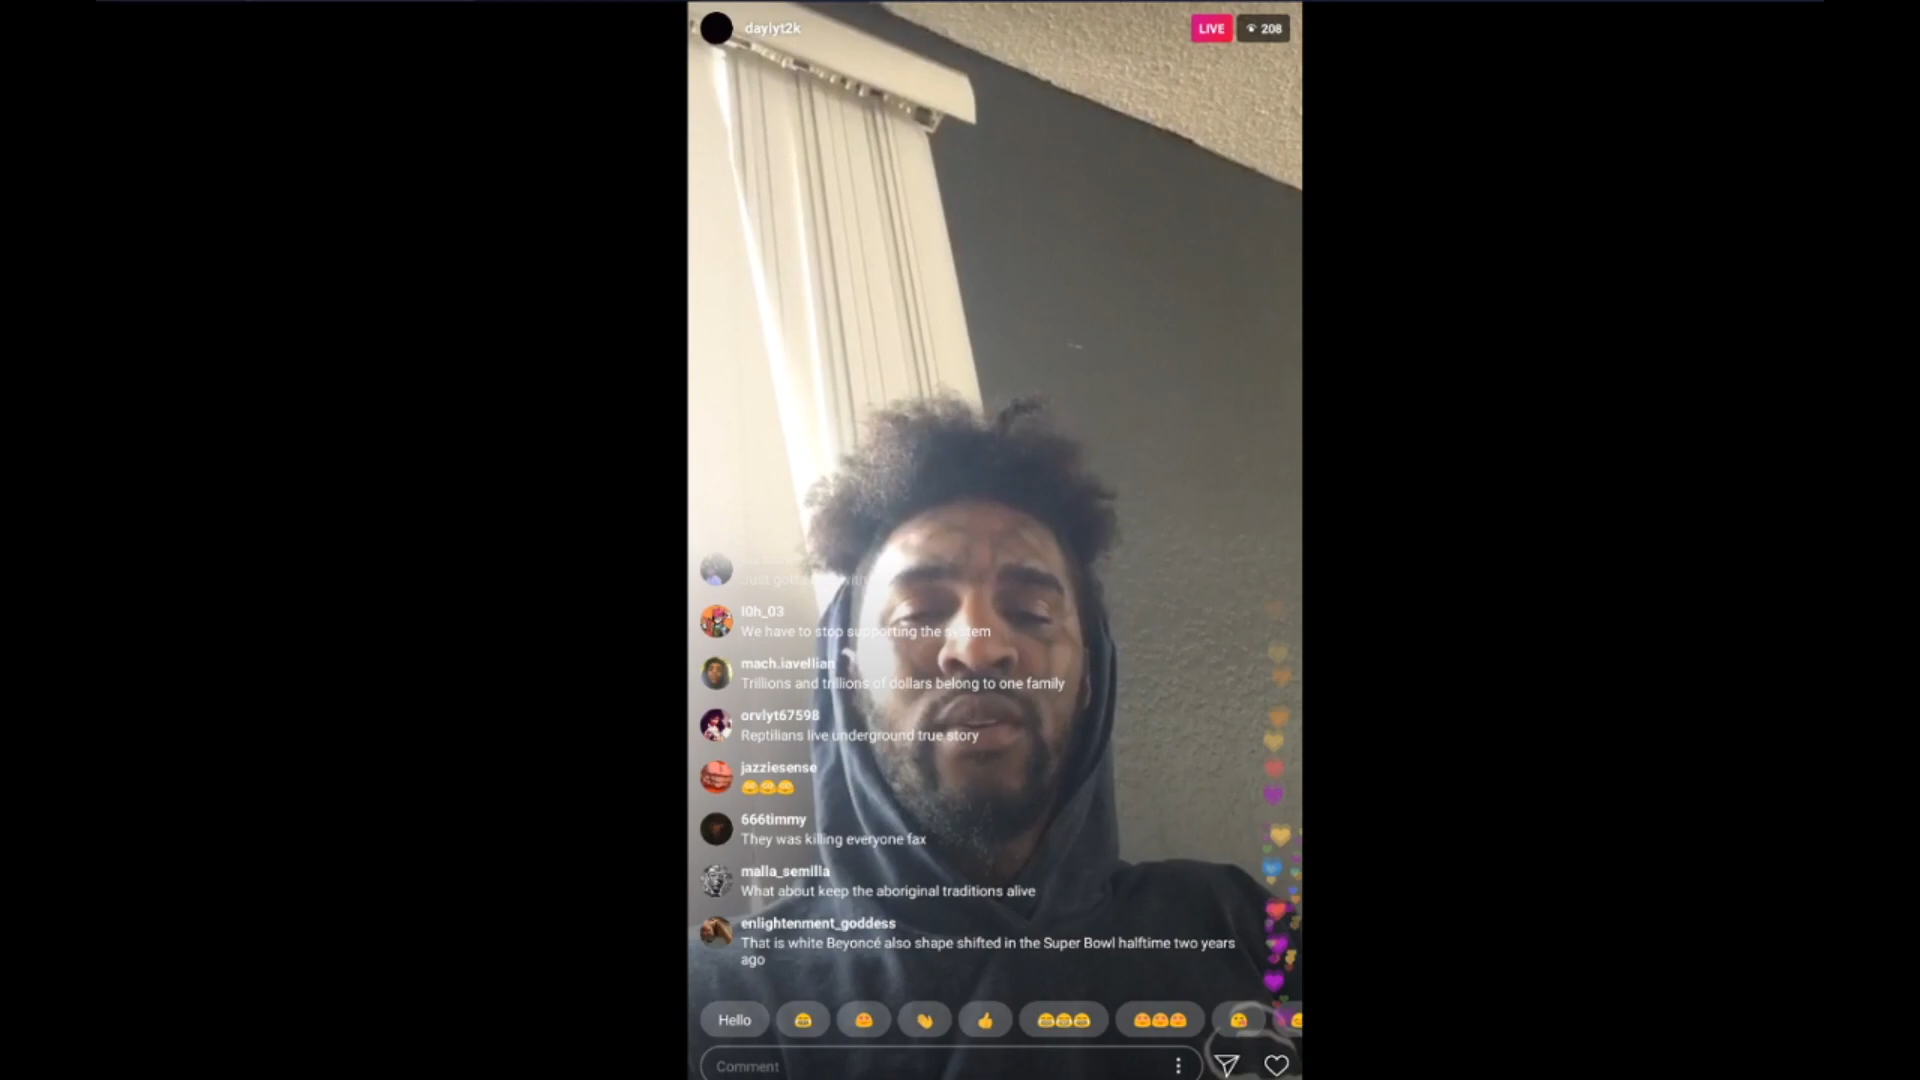 daylyt2k
LIVE
208
Just
l0h_03
We have to stop supporting the system
mach.iavellian
Trillions and trillions of dollars belong to one family
orvlyt67598
Reptilians live underground true story
jazziesense
666timmy
They was killing everyone fax
malla_semilla
What about keep the aboriginal traditions alive
enlightenment_goddess
That is white Beyoncé also shape shifted in the Super Bowl halftime two years
ago
Hello
Comment